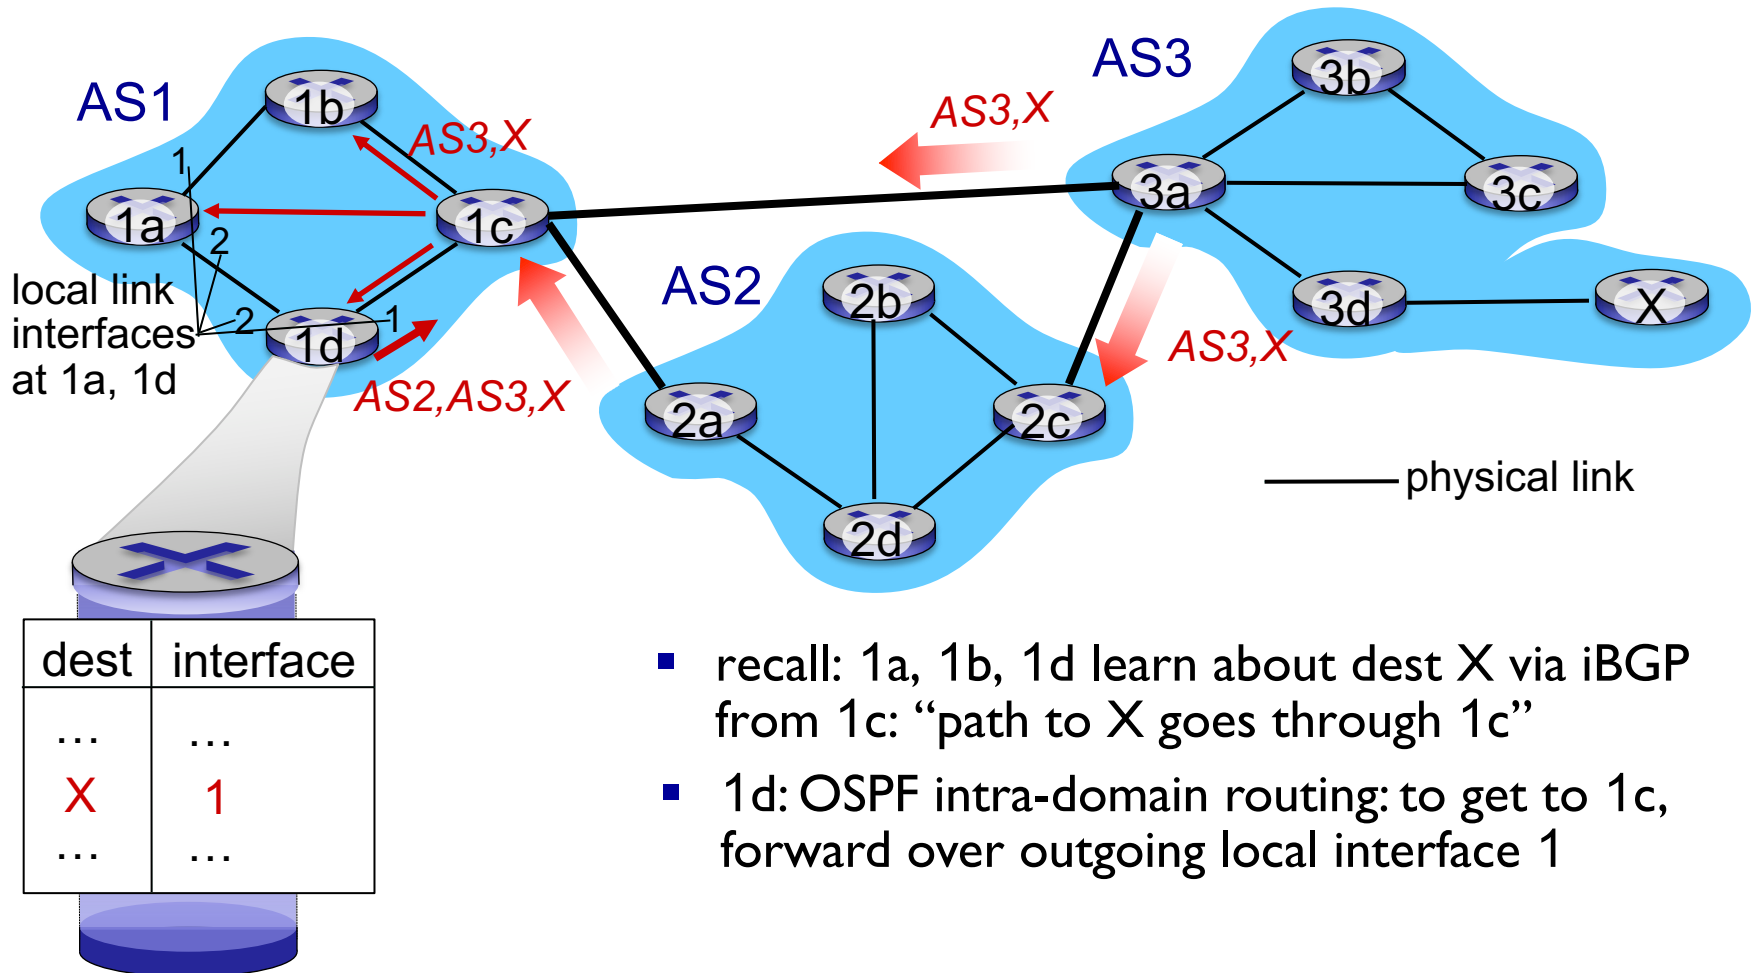 AS3
3b
AS1
1b
AS3,X
AS3,X
1
3a
3c
1a
1c
2
AS2
2b
local link
interfaces
at 1a, 1d
2
1
1d
3d
X
AS3,X
AS2,AS3,X
2a
2c
physical link
2d
dest interface
… …
X 1
… …
▪ recall: 1a, 1b, 1d learn about dest X via iBGP
from 1c: “path to X goes through 1c”
▪ 1d: OSPF intra-domain routing: to get to 1c,
forward over outgoing local interface 1